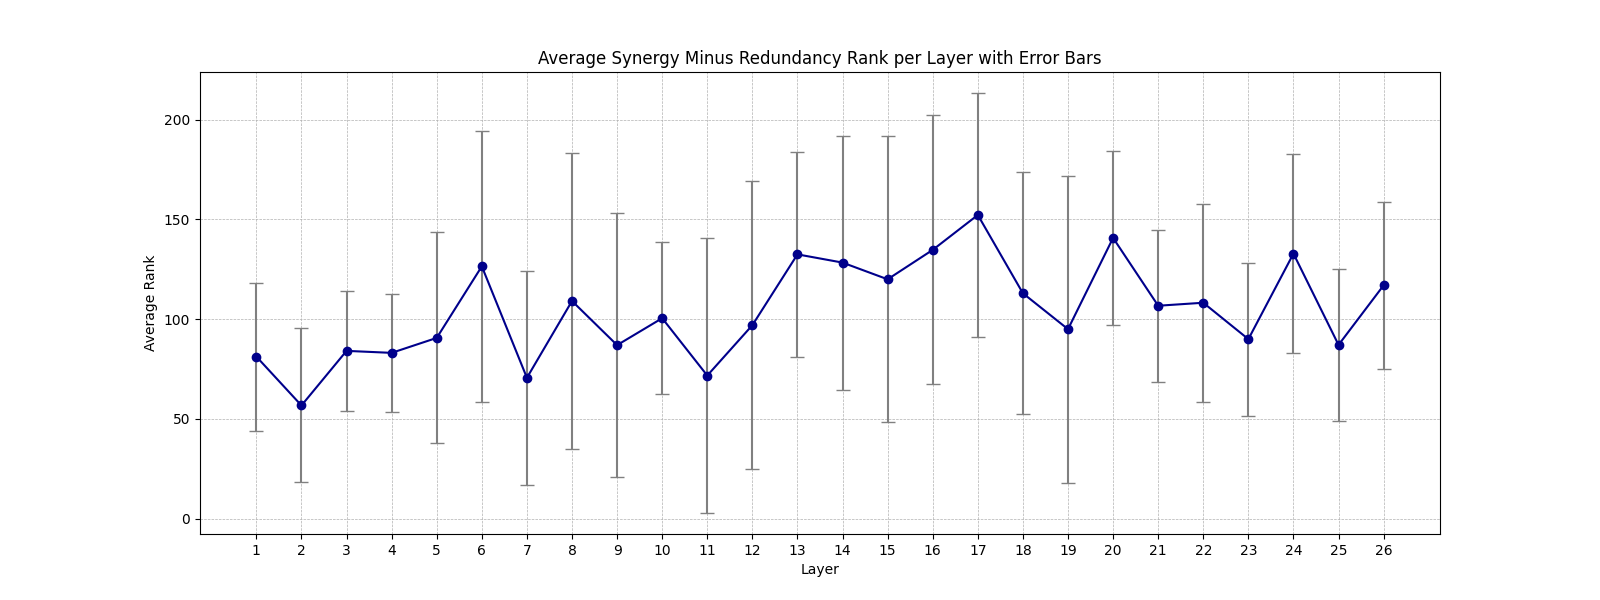 Average Synergy Minus Redundancy Rank per Layer with Error Bars
Average Rank
200
150
100
50
0
1 2 3 4 5 6 7 8 9 10 11 12 13 14 15 16 17 18 19 20 21 22 23 24 25 26
Layer